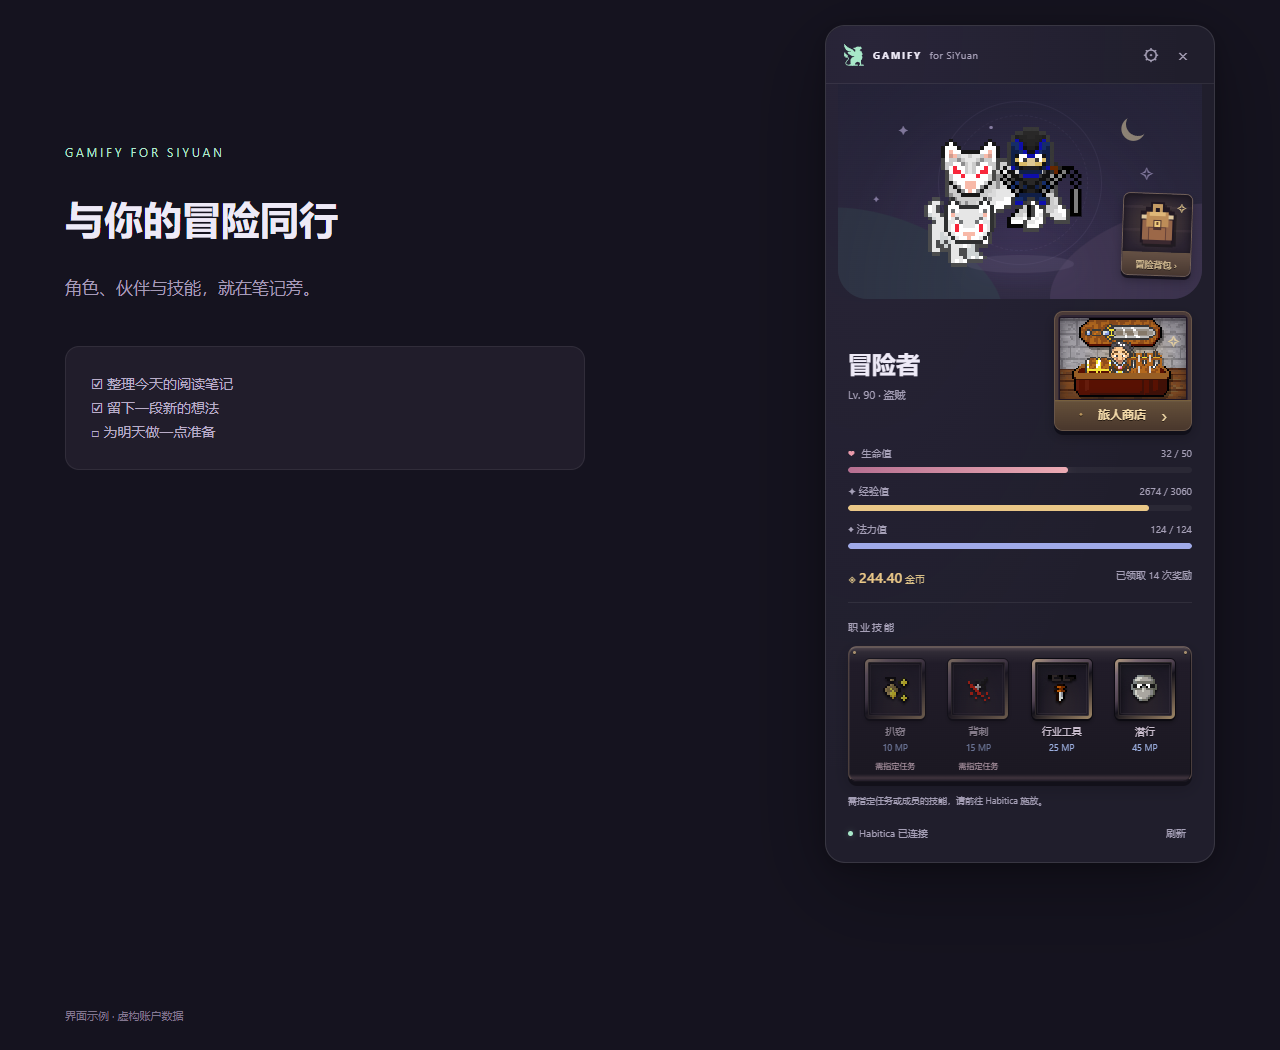 GAMIFY FOR SIYUAN
与你的冒险同行
角色、伙伴与技能，就在笔记旁。
☑ 整理今天的阅读笔记
☑ 留下一段新的想法
☐ 为明天做一点准备
界面示例 · 虚构账户数据
GAMIFY for SiYuan
冒险背包 ›
冒险者
Lv. 90 · 盗贼
旅人商店 ›
生命值 32 / 50
经验值 2674 / 3060
法力值 124 / 124
244.40 金币 已领取 14 次奖励
职业技能
扒窃 背刺 行业工具 潜行
10 MP 15 MP 25 MP 45 MP
需指定任务 需指定任务
需指定任务或成员的技能，请前往 Habitica 施放。
Habitica 已连接 刷新